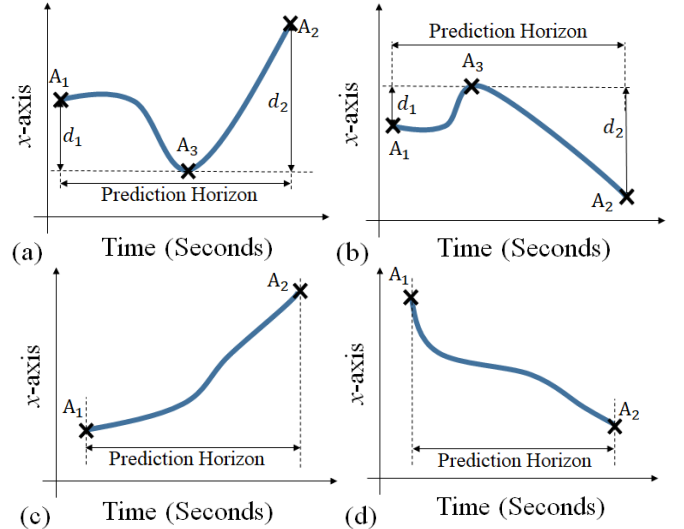 A₂
A₁
d₁
d₂
A₃
Prediction Horizon
x-axis
Time (Seconds)
(a)
Prediction Horizon
A₃
d₁
d₂
A₁
A₂
x-axis
Time (Seconds)
(b)
A₂
A₁
Prediction Horizon
x-axis
Time (Seconds)
(c)
A₁
A₂
Prediction Horizon
x-axis
Time (Seconds)
(d)